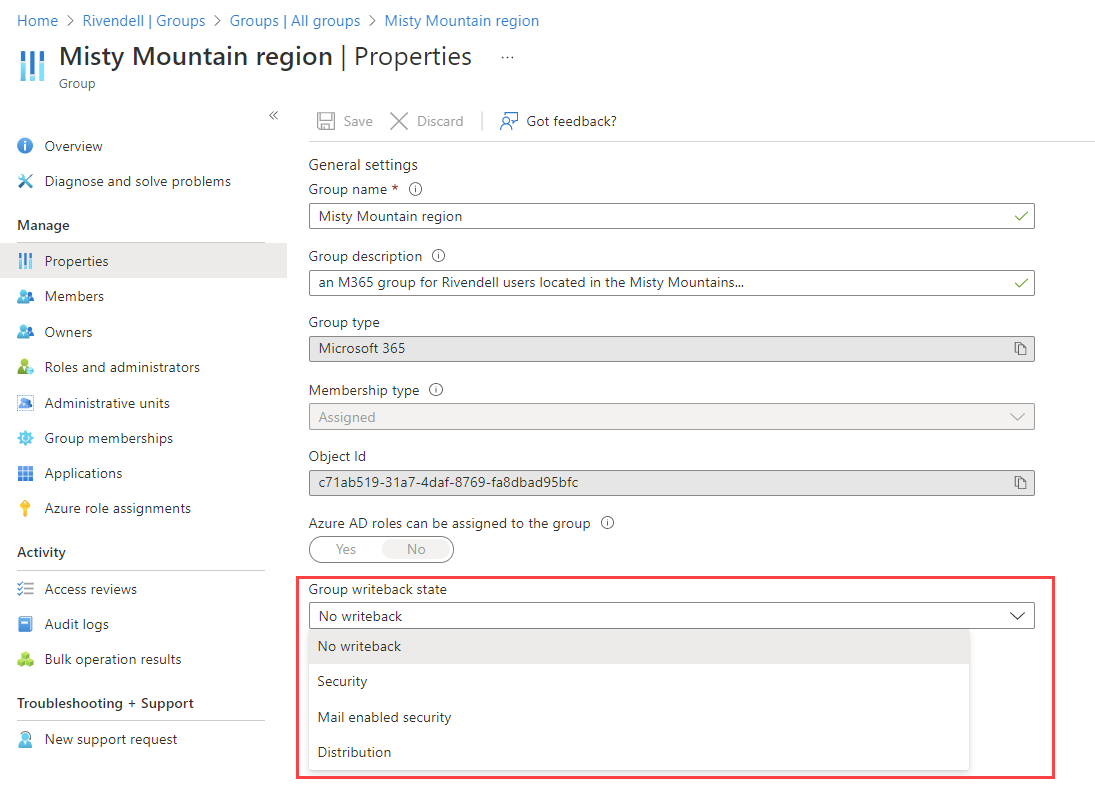 Home > Rivendell | Groups > Groups | All groups > Misty Mountain region
Misty Mountain region | Properties ...
Group
«
Overview
Diagnose and solve problems
Manage
Properties
Members
Owners
Roles and administrators
Administrative units
Group memberships
Applications
Azure role assignments
Activity
Access reviews
Audit logs
Bulk operation results
Troubleshooting + Support
New support request
Save Discard Got feedback?
General settings
Group name *
Misty Mountain region
Group description
an M365 group for Rivendell users located in the Misty Mountains...
Group type
Microsoft 365
Membership type
Assigned
Object Id
c71ab519-31a7-4daf-8769-fa8dbad95bfc
Azure AD roles can be assigned to the group
Yes No
Group writeback state
No writeback
No writeback
Security
Mail enabled security
Distribution